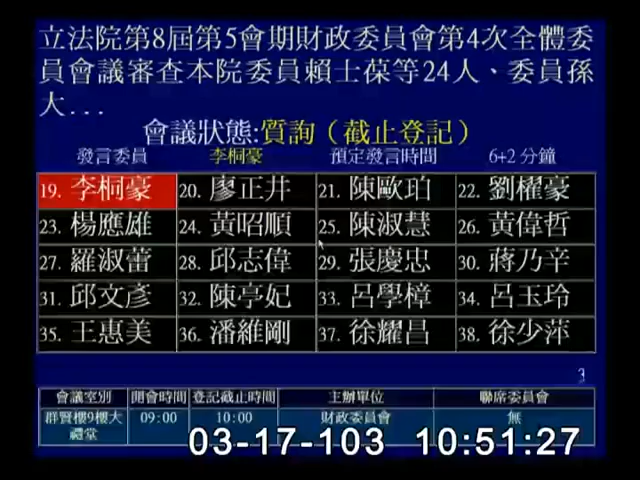 立法院第8屆第5會期財政委員會第4次全體委
員會議審查本院委員賴士葆等24人、委員孫
大...
會議狀態:質詢（截止登記）
發言委員 李桐豪 預定發言時間 6+2 分鐘
19. 李桐豪 20. 廖正井 21. 陳歐珀 22. 劉櫂豪
23. 楊應雄 24. 黃昭順 25. 陳淑慧 26. 黃偉哲
27. 羅淑蕾 28. 邱志偉 29. 張慶忠 30. 蔣乃辛
31. 邱文彥 32. 陳亭妃 33. 呂學樟 34. 呂玉玲
35. 王惠美 36. 潘維剛 37. 徐耀昌 38. 徐少萍
3
會議室別 開會時間 登記截止時間 主辦單位 聯席委員會
群賢樓9樓大 09:00 10:00 財政委員會 無
禮堂
03-17-103 10:51:27